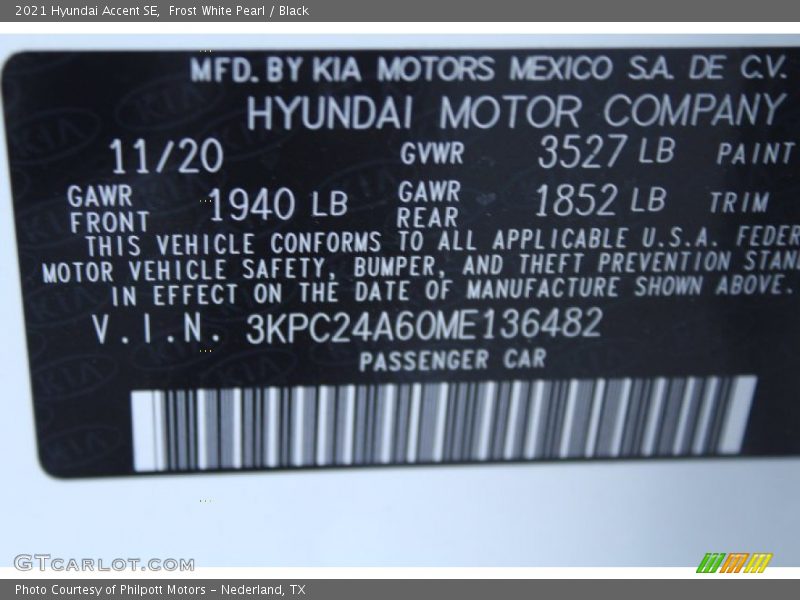 2021 Hyundai Accent SE, Frost White Pearl / Black
MFD. BY KIA MOTORS MEXICO S.A. DE C.V.
HYUNDAI MOTOR COMPANY
11/20 GVWR 3527 LB PAINT
GAWR FRONT 1940 LB GAWR REAR 1852 LB TRIM
THIS VEHICLE CONFORMS TO ALL APPLICABLE U.S.A. FEDER
MOTOR VEHICLE SAFETY, BUMPER, AND THEFT PREVENTION STAN
IN EFFECT ON THE DATE OF MANUFACTURE SHOWN ABOVE.
V.I.N. 3KPC24A60ME136482
PASSENGER CAR
GTCARLOT.COM
Photo Courtesy of Philpott Motors - Nederland, TX